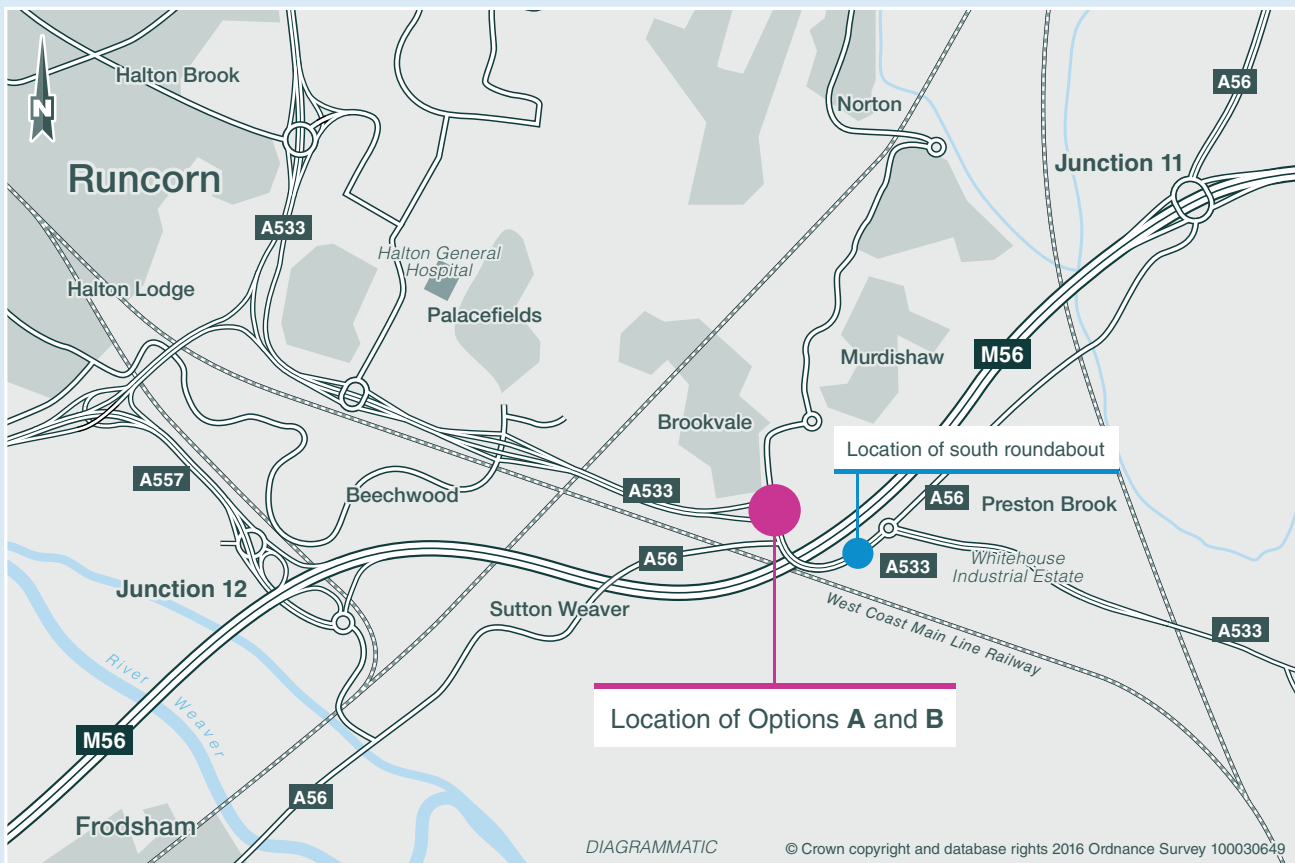 Halton Brook
N
Runcorn
A533
Halton General
Hospital
Halton Lodge
Palacefields
Norton
A56
Junction 11
M56
Murdishaw
Brookvale
Location of south roundabout
A557
Beechwood
A533
A56
Preston Brook
A56
A533
Whitehouse
Industrial Estate
Junction 12
Sutton Weaver
West Coast Main Line Railway
A533
River Weaver
Location of Options A and B
M56
A56
Frodsham
DIAGRAMMATIC
© Crown copyright and database rights 2016 Ordnance Survey 100030649